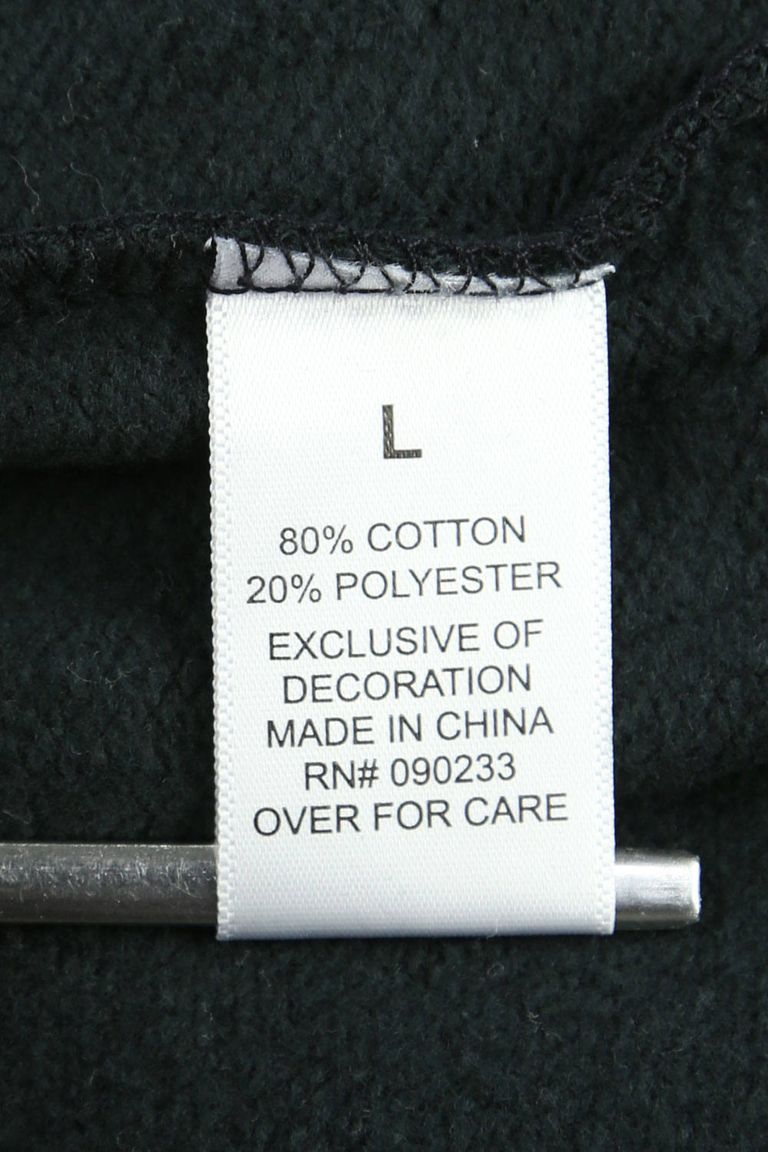 L
80% COTTON
20% POLYESTER
EXCLUSIVE OF
DECORATION
MADE IN CHINA
RN# 090233
OVER FOR CARE